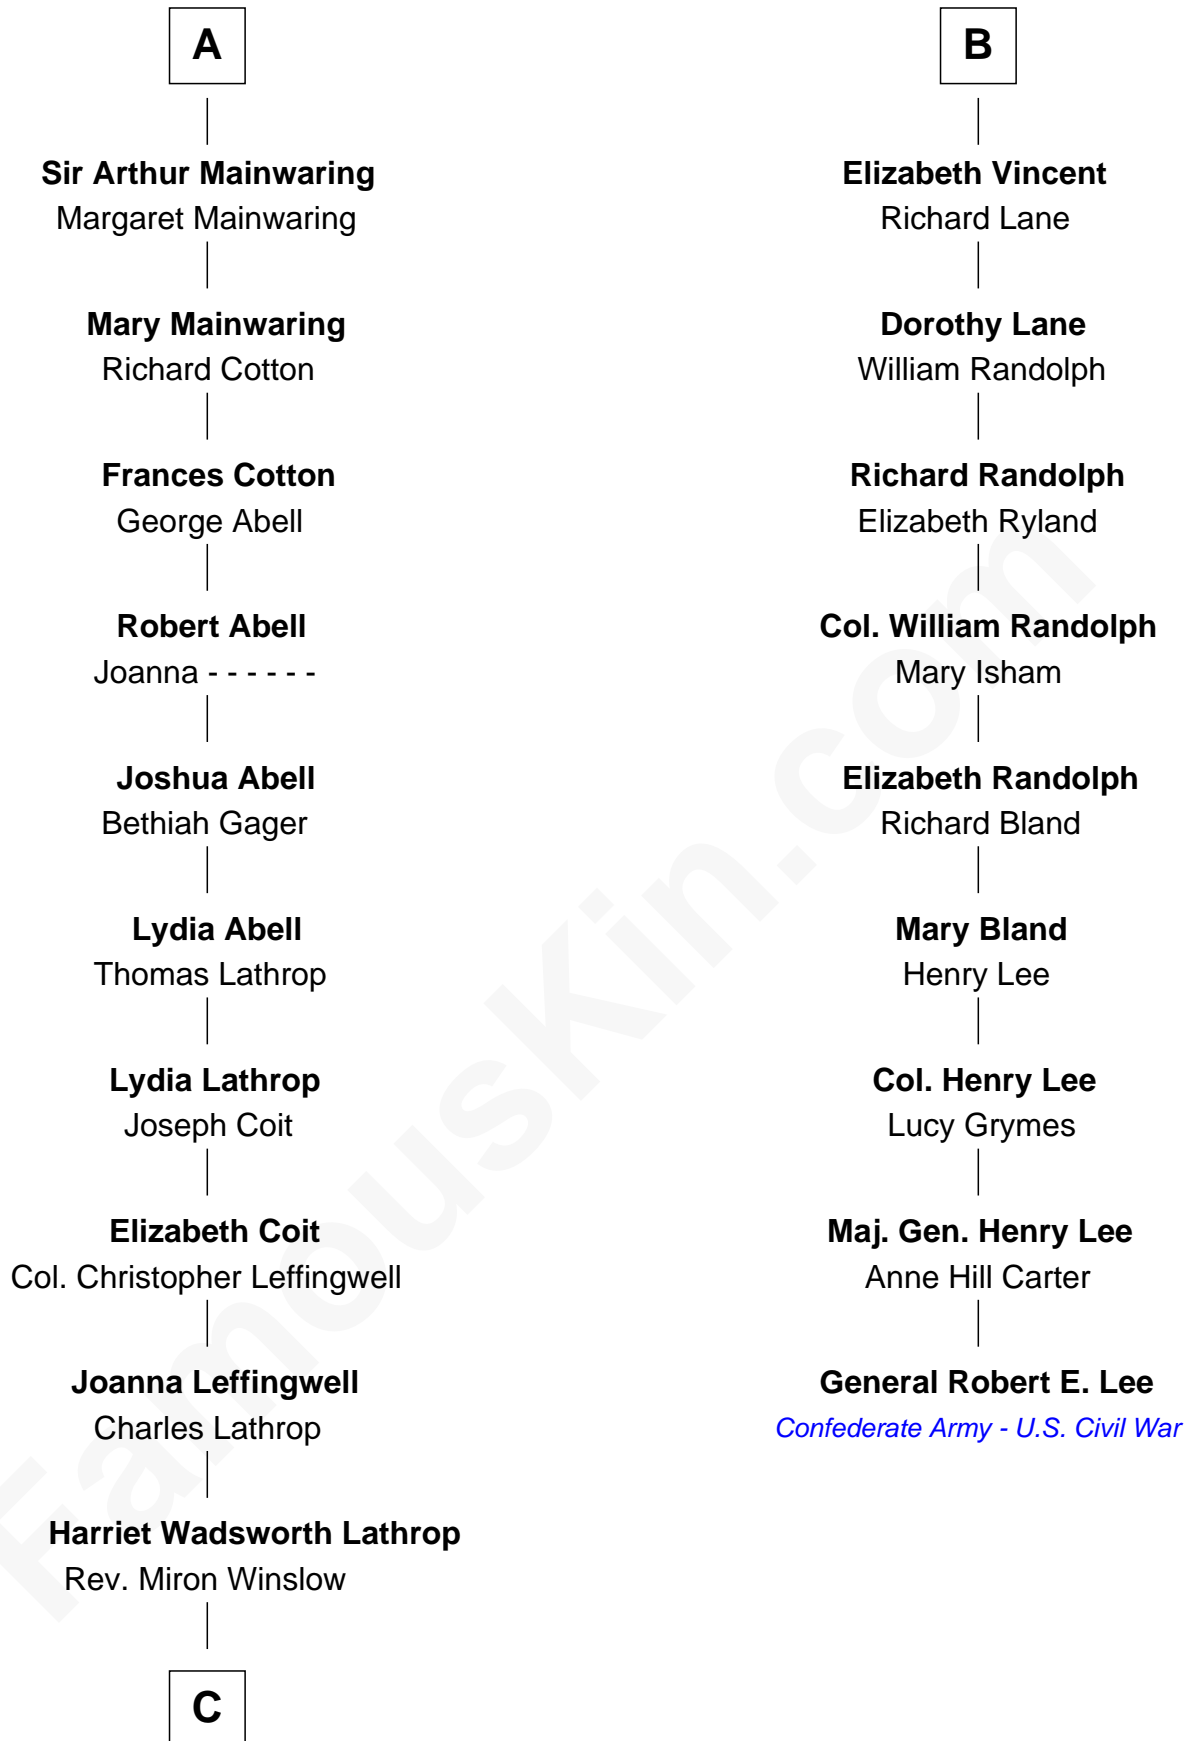 A
Sir Arthur Mainwaring
Margaret Mainwaring
Mary Mainwaring
Richard Cotton
Frances Cotton
George Abell
Robert Abell
Joanna - - - - - -
Joshua Abell
Bethiah Gager
Lydia Abell
Thomas Lathrop
Lydia Lathrop
Joseph Coit
Elizabeth Coit
Col. Christopher Leffingwell
Joanna Leffingwell
Charles Lathrop
Harriet Wadsworth Lathrop
Rev. Miron Winslow
C
B
Elizabeth Vincent
Richard Lane
Dorothy Lane
William Randolph
Richard Randolph
Elizabeth Ryland
Col. William Randolph
Mary Isham
Elizabeth Randolph
Richard Bland
Mary Bland
Henry Lee
Col. Henry Lee
Lucy Grymes
Maj. Gen. Henry Lee
Anne Hill Carter
General Robert E. Lee
Confederate Army - U.S. Civil War
FamousKin.com